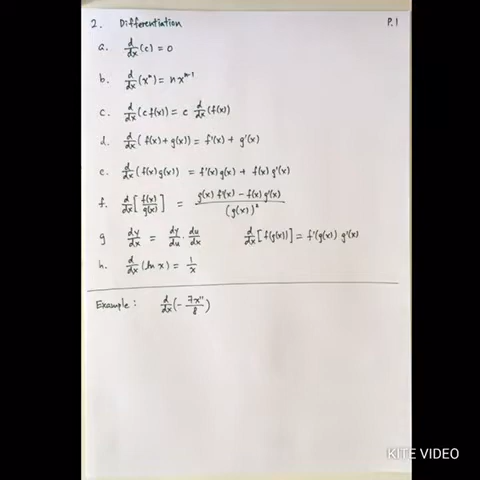 2. Differentiation P.1
a. d/dx (c) = 0
b. d/dx (xⁿ) = n xⁿ⁻¹
c. d/dx (c f(x)) = c d/dx (f(x))
d. d/dx (f(x) + g(x)) = f'(x) + g'(x)
e. d/dx (f(x) g(x)) = f'(x) g(x) + f(x) g'(x)
f. d/dx [f(x)/g(x)] = (g(x) f'(x) − f(x) g'(x))/(g(x))²
g dy/dx = dy/du · du/dx d/dx [f(g(x))] = f'(g(x)) g'(x)
h. d/dx (ln x) = 1/x
Example: d/dx (− 7x¹¹/8)
KITE VIDEO